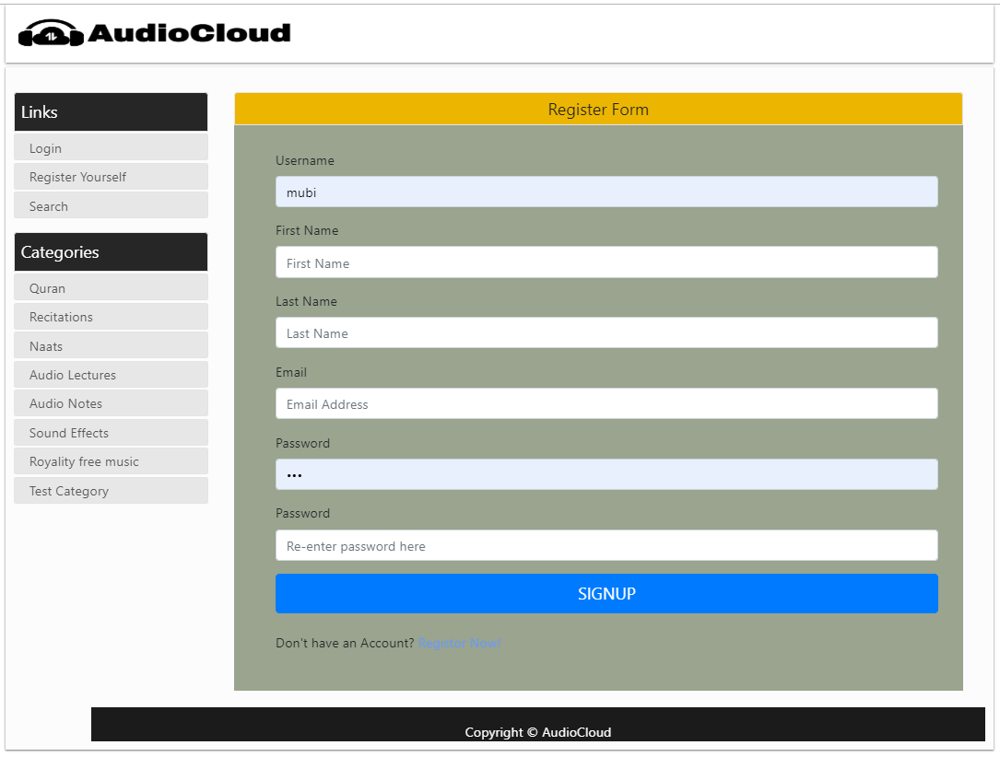 AudioCloud
Links
Login
Register Yourself
Search
Categories
Quran
Recitations
Naats
Audio Lectures
Audio Notes
Sound Effects
Royality free music
Test Category
Register Form
Username
mubi
First Name
First Name
Last Name
Last Name
Email
Email Address
Password
•••
Password
Re-enter password here
SIGNUP
Don't have an Account? Register Now!
Copyright © AudioCloud